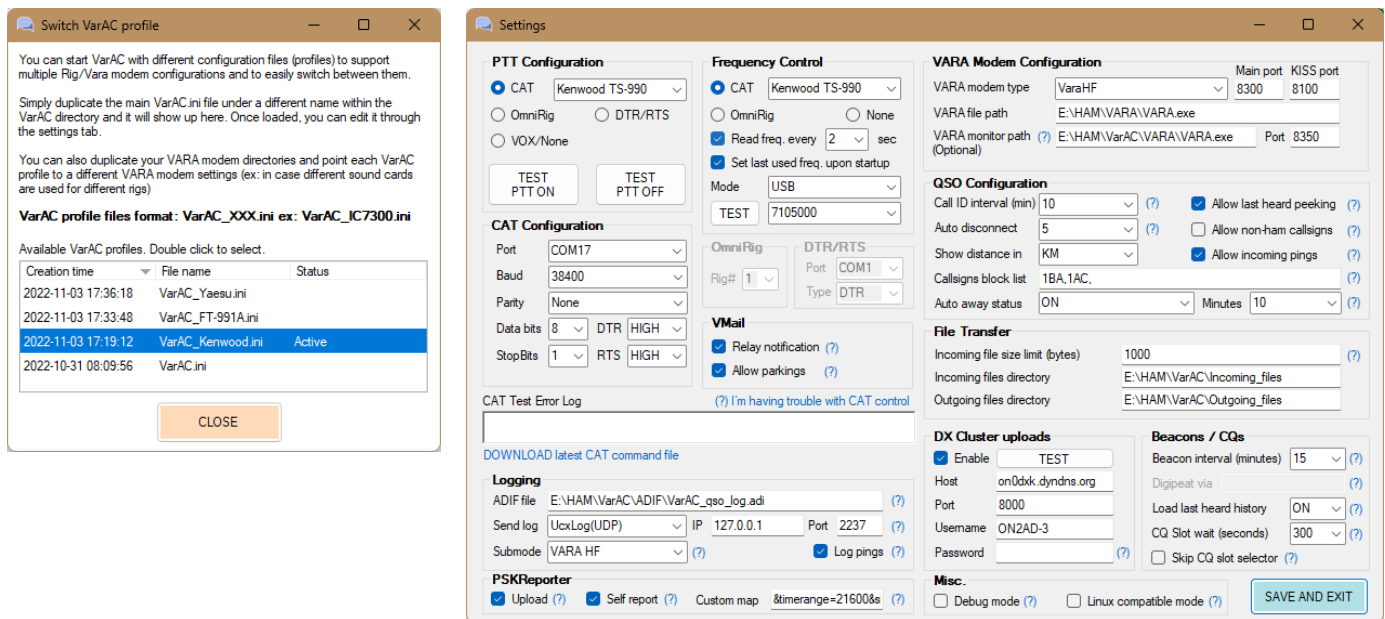 Switch VarAC profile
You can start VarAC with different configuration files (profiles) to support
multiple Rig/Vara modem configurations and to easily switch between them.
Simply duplicate the main VarAC.ini file under a different name within the
VarAC directory and it will show up here. Once loaded, you can edit it through
the settings tab.
You can also duplicate your VARA modem directories and point each VarAC
profile to a different VARA modem settings (ex: in case different sound cards
are used for different rigs)
VarAC profile files format: VarAC_XXX.ini ex: VarAC_IC7300.ini
Available VarAC profiles. Double click to select.
Creation time File name Status
2022-11-03 17:36:18 VarAC_Yaesu.ini
2022-11-03 17:33:48 VarAC_FT-991A.ini
2022-11-03 17:19:12 VarAC_Kenwood.ini Active
2022-10-31 08:09:56 VarAC.ini
CLOSE
Settings
PTT Configuration
CAT Kenwood TS-990
OmniRig DTR/RTS
VOX/None
TEST PTT ON
TEST PTT OFF
CAT Configuration
Port COM17
Baud 38400
Parity None
Data bits 8 DTR HIGH
StopBits 1 RTS HIGH
Frequency Control
CAT Kenwood TS-990
OmniRig None
Read freq. every 2 sec
Set last used freq. upon startup
Mode USB
TEST 7105000
OmniRig
Rig# 1
DTR/RTS
Port COM1
Type DTR
VMail
Relay notification (?)
Allow parkings (?)
CAT Test Error Log (?) I'm having trouble with CAT control
DOWNLOAD latest CAT command file
Logging
ADIF file E:\HAM\VarAC\ADIF\VarAC_qso_log.adi (?)
Send log UcxLog(UDP) IP 127.0.0.1 Port 2237 (?)
Submode VARA HF (?) Log pings (?)
PSKReporter
Upload (?) Self report (?) Custom map &timerange=21600&s (?)
VARA Modem Configuration
Main port KISS port
VARA modem type VaraHF 8300 8100
VARA file path E:\HAM\VARA\VARA.exe
VARA monitor path (?) E:\HAM\VarAC\VARA\VARA.exe Port 8350
(Optional)
QSO Configuration
Call ID interval (min) 10 (?) Allow last heard peeking (?)
Auto disconnect 5 (?) Allow non-ham callsigns (?)
Show distance in KM Allow incoming pings (?)
Callsigns block list 1BA,1AC, (?)
Auto away status ON Minutes 10 (?)
File Transfer
Incoming file size limit (bytes) 1000 (?)
Incoming files directory E:\HAM\VarAC\Incoming_files
Outgoing files directory E:\HAM\VarAC\Outgoing_files
DX Cluster uploads
Enable TEST
Host on0dxk.dyndns.org
Port 8000
Username ON2AD-3
Password (?)
Beacons / CQs
Beacon interval (minutes) 15 (?)
Digipeat via (?)
Load last heard history ON (?)
CQ Slot wait (seconds) 300 (?)
Skip CQ slot selector (?)
Misc.
Debug mode (?) Linux compatible mode (?)
SAVE AND EXIT